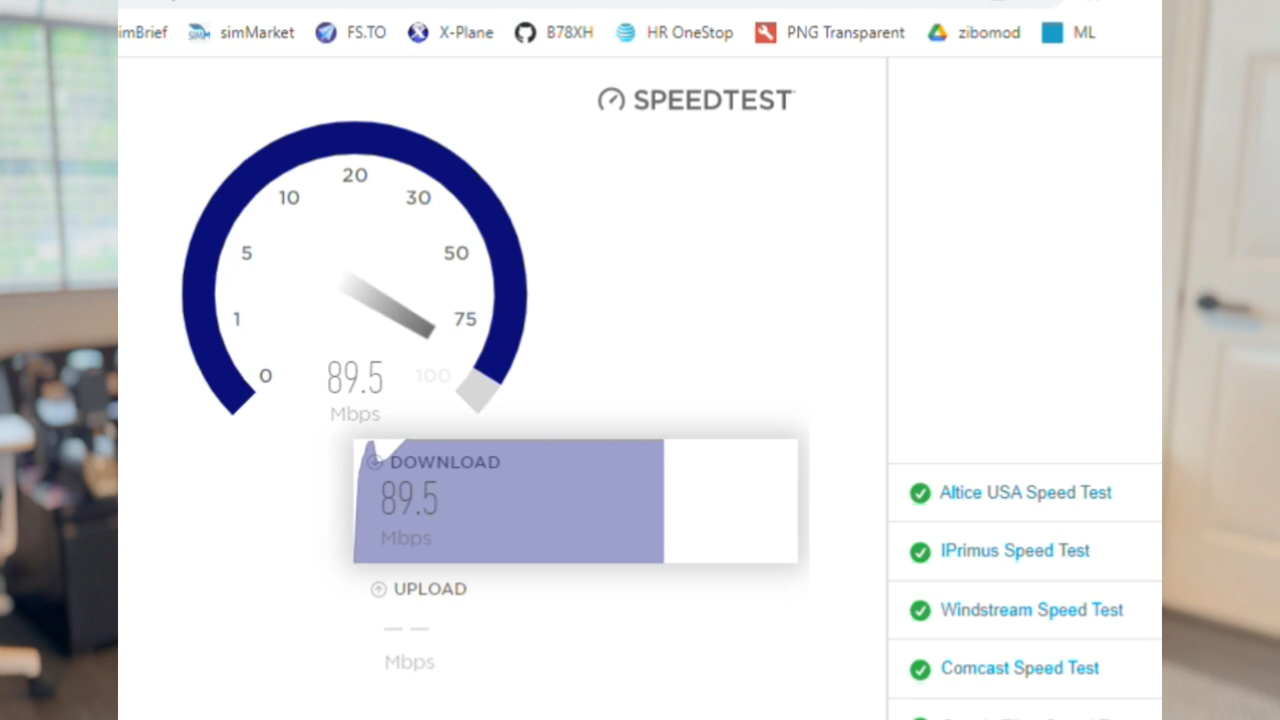 imBrief simMarket FS.TO X-Plane B78XH HR OneStop PNG Transparent zibomod ML
SPEEDTEST
20
10 30
5 50
1 75
0 89.5 100
Mbps
DOWNLOAD
89.5
Mbps
UPLOAD
— —
Mbps
Altice USA Speed Test
IPrimus Speed Test
Windstream Speed Test
Comcast Speed Test